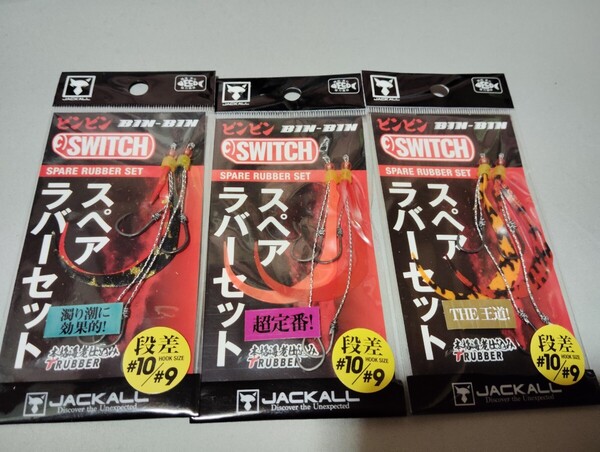 JACKALL
ビンビン BIN-BIN
SWITCH
SPARE RUBBER SET
スペア
ラバーセット
濁り潮に
効果的!
段差
HOOK SIZE
#10/#9
T RUBBER
JACKALL
Discover the Unexpected
JACKALL
ビンビン BIN-BIN
SWITCH
SPARE RUBBER SET
スペア
ラバーセット
超定番!
段差
HOOK SIZE
#10/#9
T RUBBER
JACKALL
Discover the Unexpected
JACKALL
ビンビン BIN-BIN
SWITCH
SPARE RUBBER SET
スペア
ラバーセット
THE 王道!
段差
HOOK SIZE
#10/#9
T RUBBER
JACKALL
Discover the Unexpected